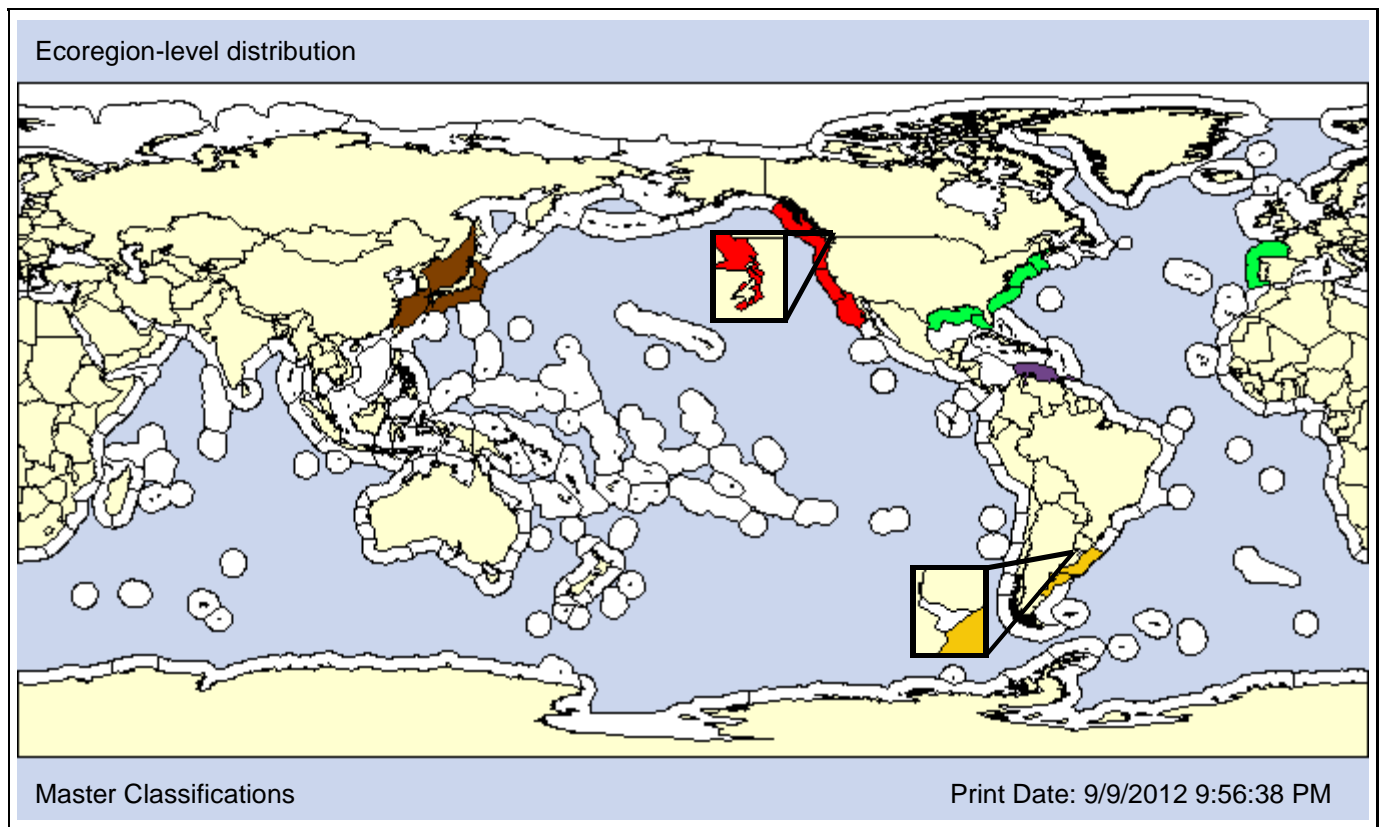 Ecoregion-level distribution
Master Classifications
Print Date: 9/9/2012 9:56:38 PM